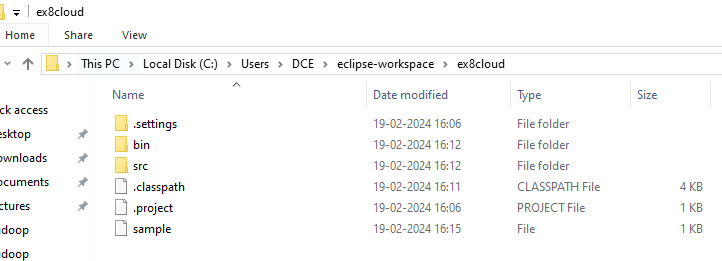 ex8cloud
Home Share View
This PC Local Disk (C:) Users DCE eclipse-workspace ex8cloud
Name Date modified Type Size
ck access
esktop
ownloads
ocuments
ctures
adoop
adoop
.settings 19-02-2024 16:06 File folder
bin 19-02-2024 16:12 File folder
src 19-02-2024 16:12 File folder
.classpath 19-02-2024 16:11 CLASSPATH File 4 KB
.project 19-02-2024 16:06 PROJECT File 1 KB
sample 19-02-2024 16:15 File 1 KB